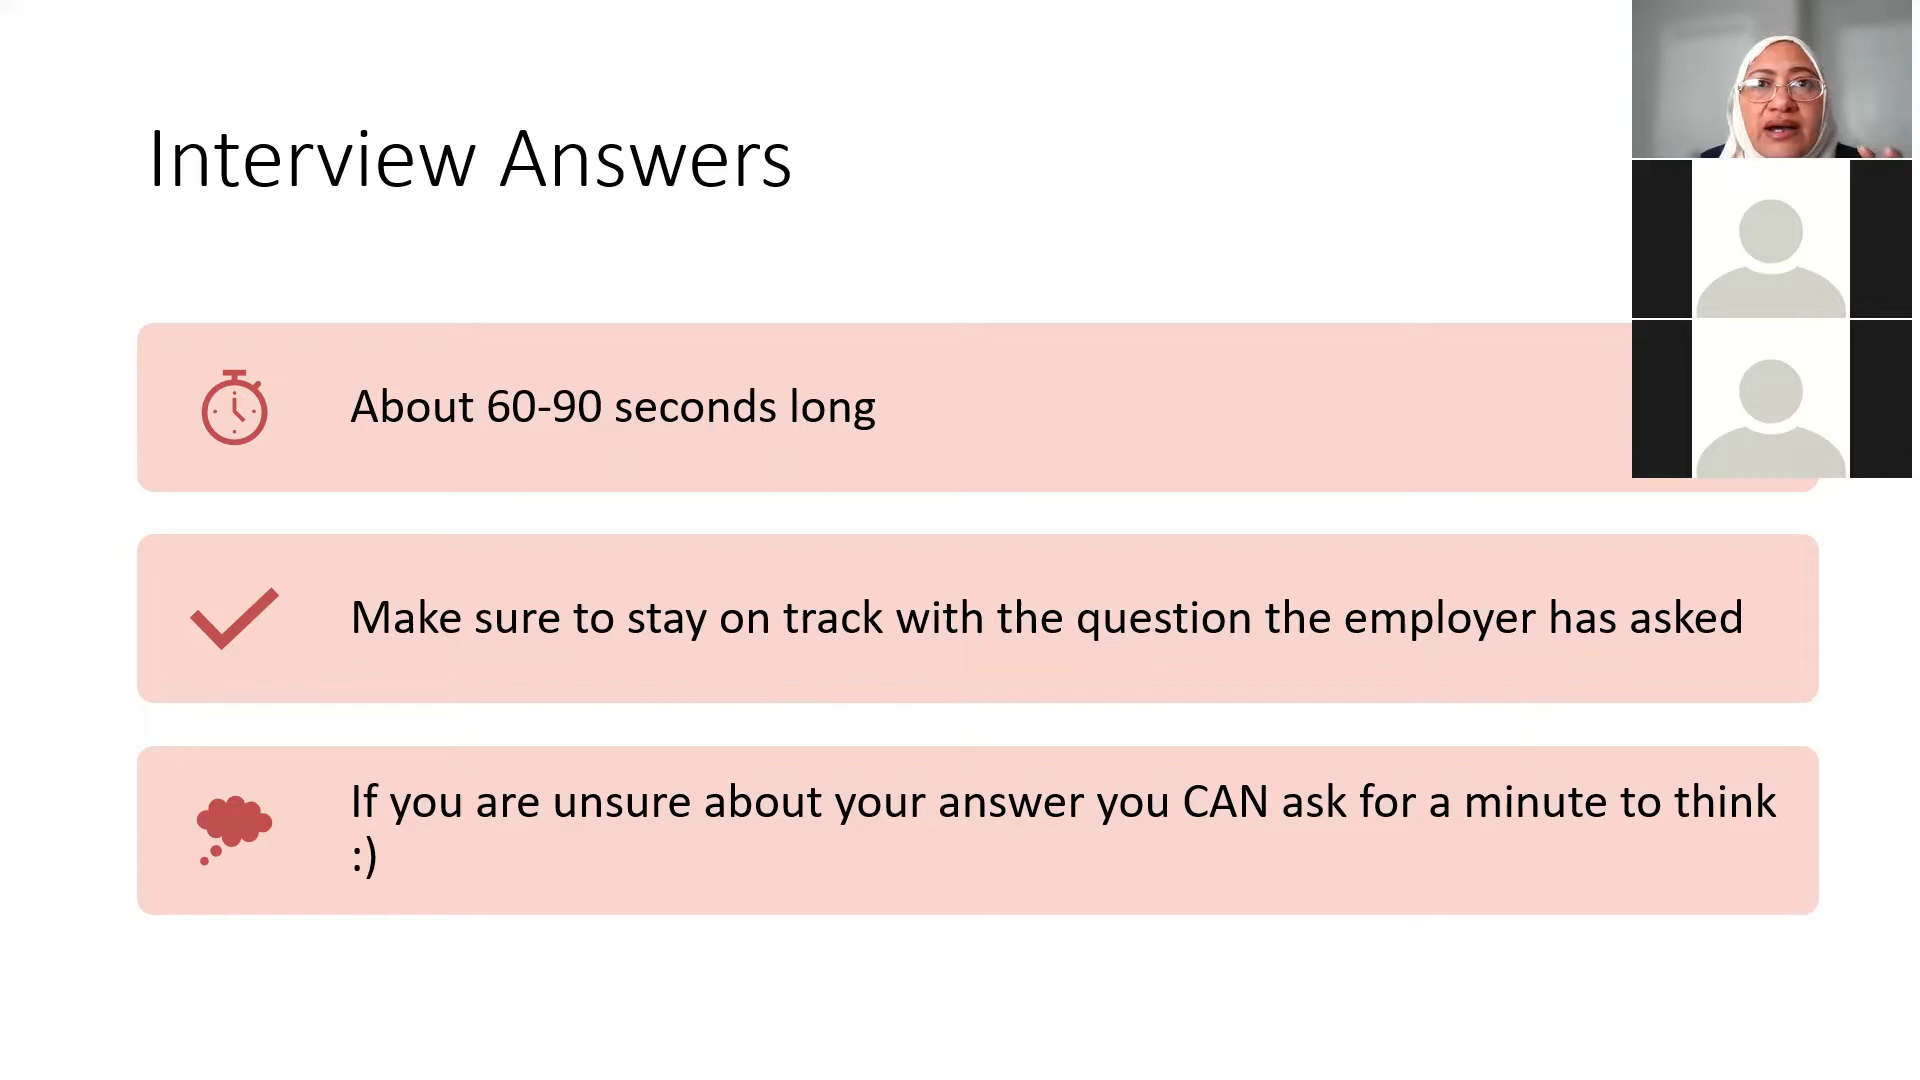 Interview Answers
About 60-90 seconds long
Make sure to stay on track with the question the employer has asked
If you are unsure about your answer you CAN ask for a minute to think
:)